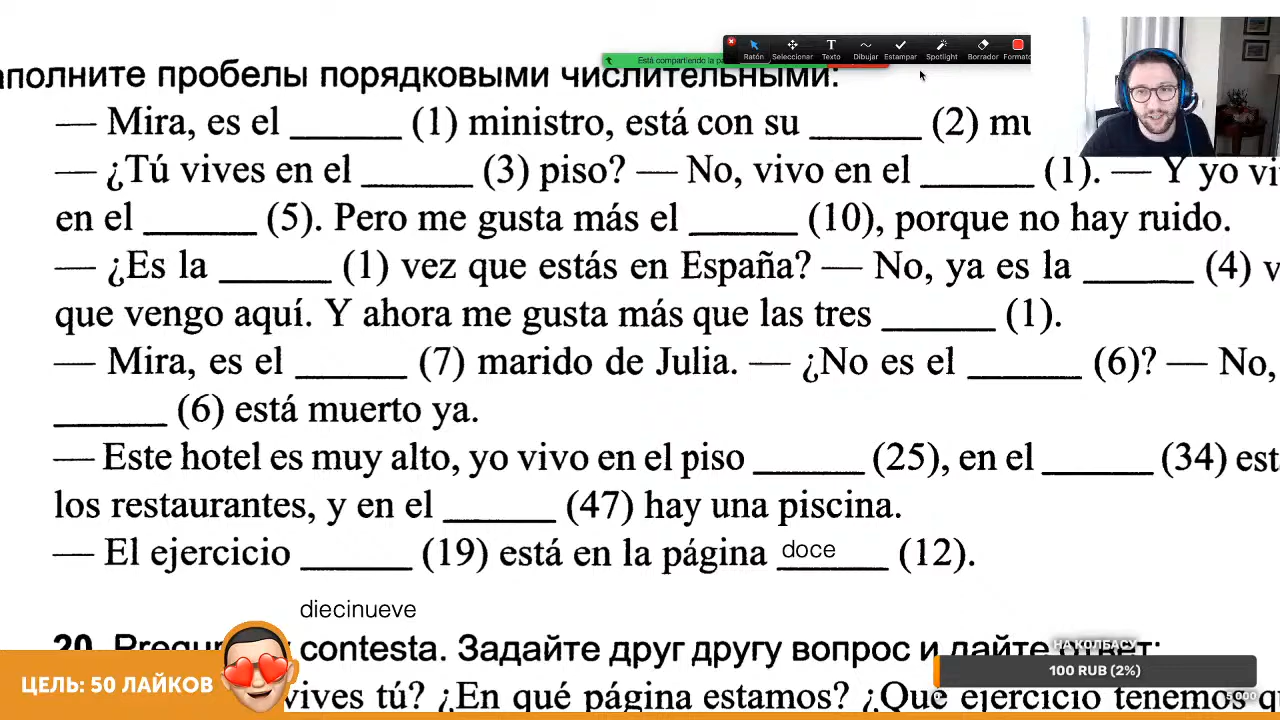 Está compartiendo la
Ratón Seleccionar Texto Dibujar Estampar Spotlight Borrador
полните пробелы порядковыми числительными:
— Mira, es el ______ (1) ministro, está con su ______ (2)
— ¿Tú vives en el ______ (3) piso? — No, vivo en el ______ (1). — Y yo
en el ______ (5). Pero me gusta más el ______ (10), porque no hay ruido.
— ¿Es la ______ (1) vez que estás en España? — No, ya es la ______ (4)
que vengo aquí. Y ahora me gusta más que las tres ______ (1).
— Mira, es el ______ (7) marido de Julia. — ¿No es el ______ (6)? — No,
______ (6) está muerto ya.
— Este hotel es muy alto, yo vivo en el piso ______ (25), en el ______ (34) est
los restaurantes, y en el ______ (47) hay una piscina.
— El ejercicio ______ (19) está en la página doce (12).
diecinueve
20. contesta. Задайте друг другу вопрос и дайте
НА КОЛБАСУ
100 RUB (2%)
5 000
ЦЕЛЬ: 50 ЛАЙКОВ
vives tú? ¿En qué página estamos? ¿Qué ejercicio tenemos